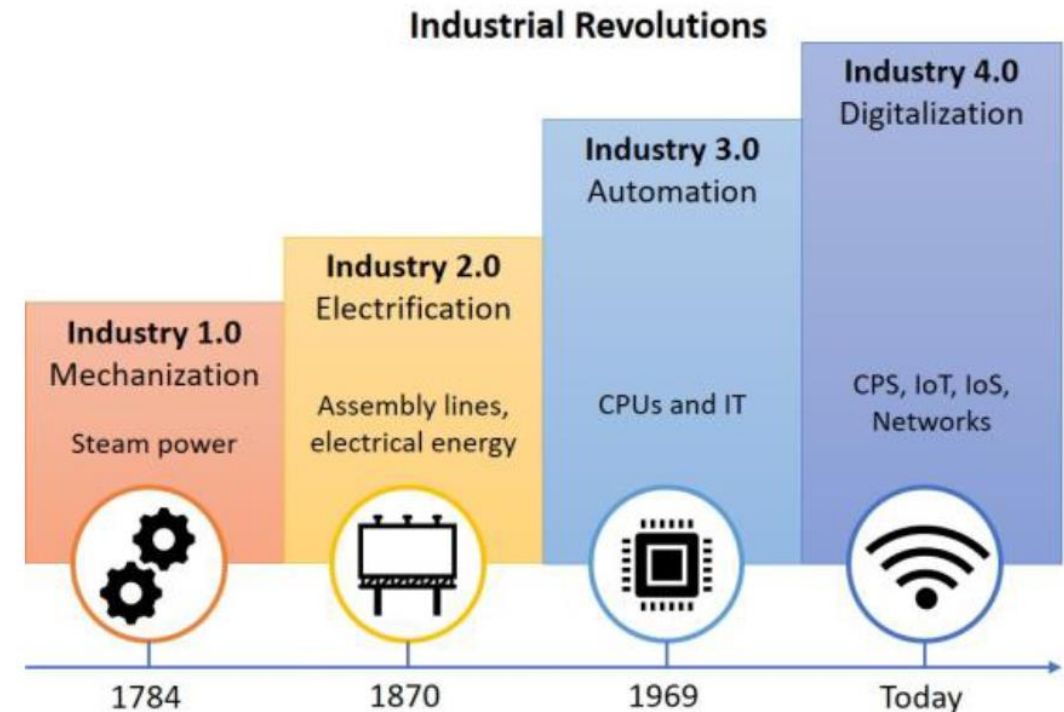 Industrial Revolutions
Industry 1.0
Mechanization
Steam power
1784
Industry 2.0
Electrification
Assembly lines,
electrical energy
1870
Industry 3.0
Automation
CPUs and IT
1969
Industry 4.0
Digitalization
CPS, IoT, IoS,
Networks
Today